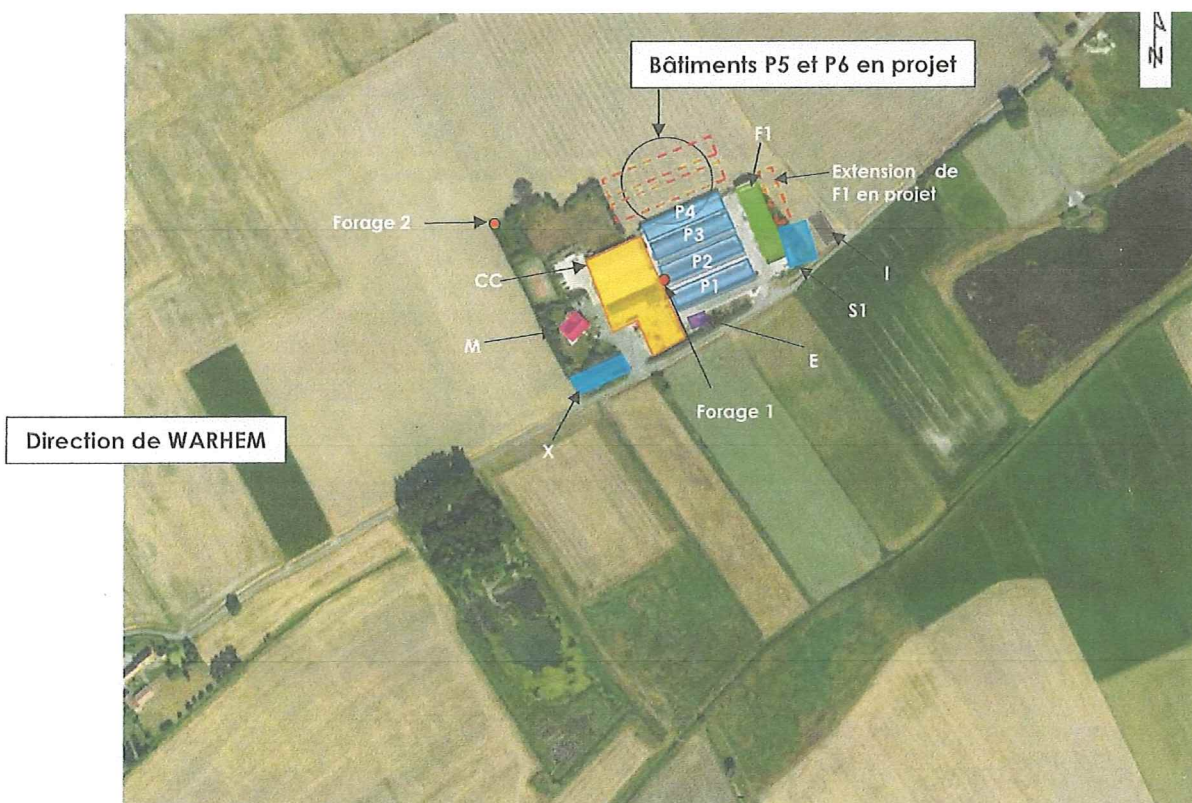 Bâtiments P5 et P6 en projet
F1
Extension de
F1 en projet
Forage 2
P4
P3
CC
P2
I
P1
S1
M
E
Forage 1
Direction de WARHEM
X
N